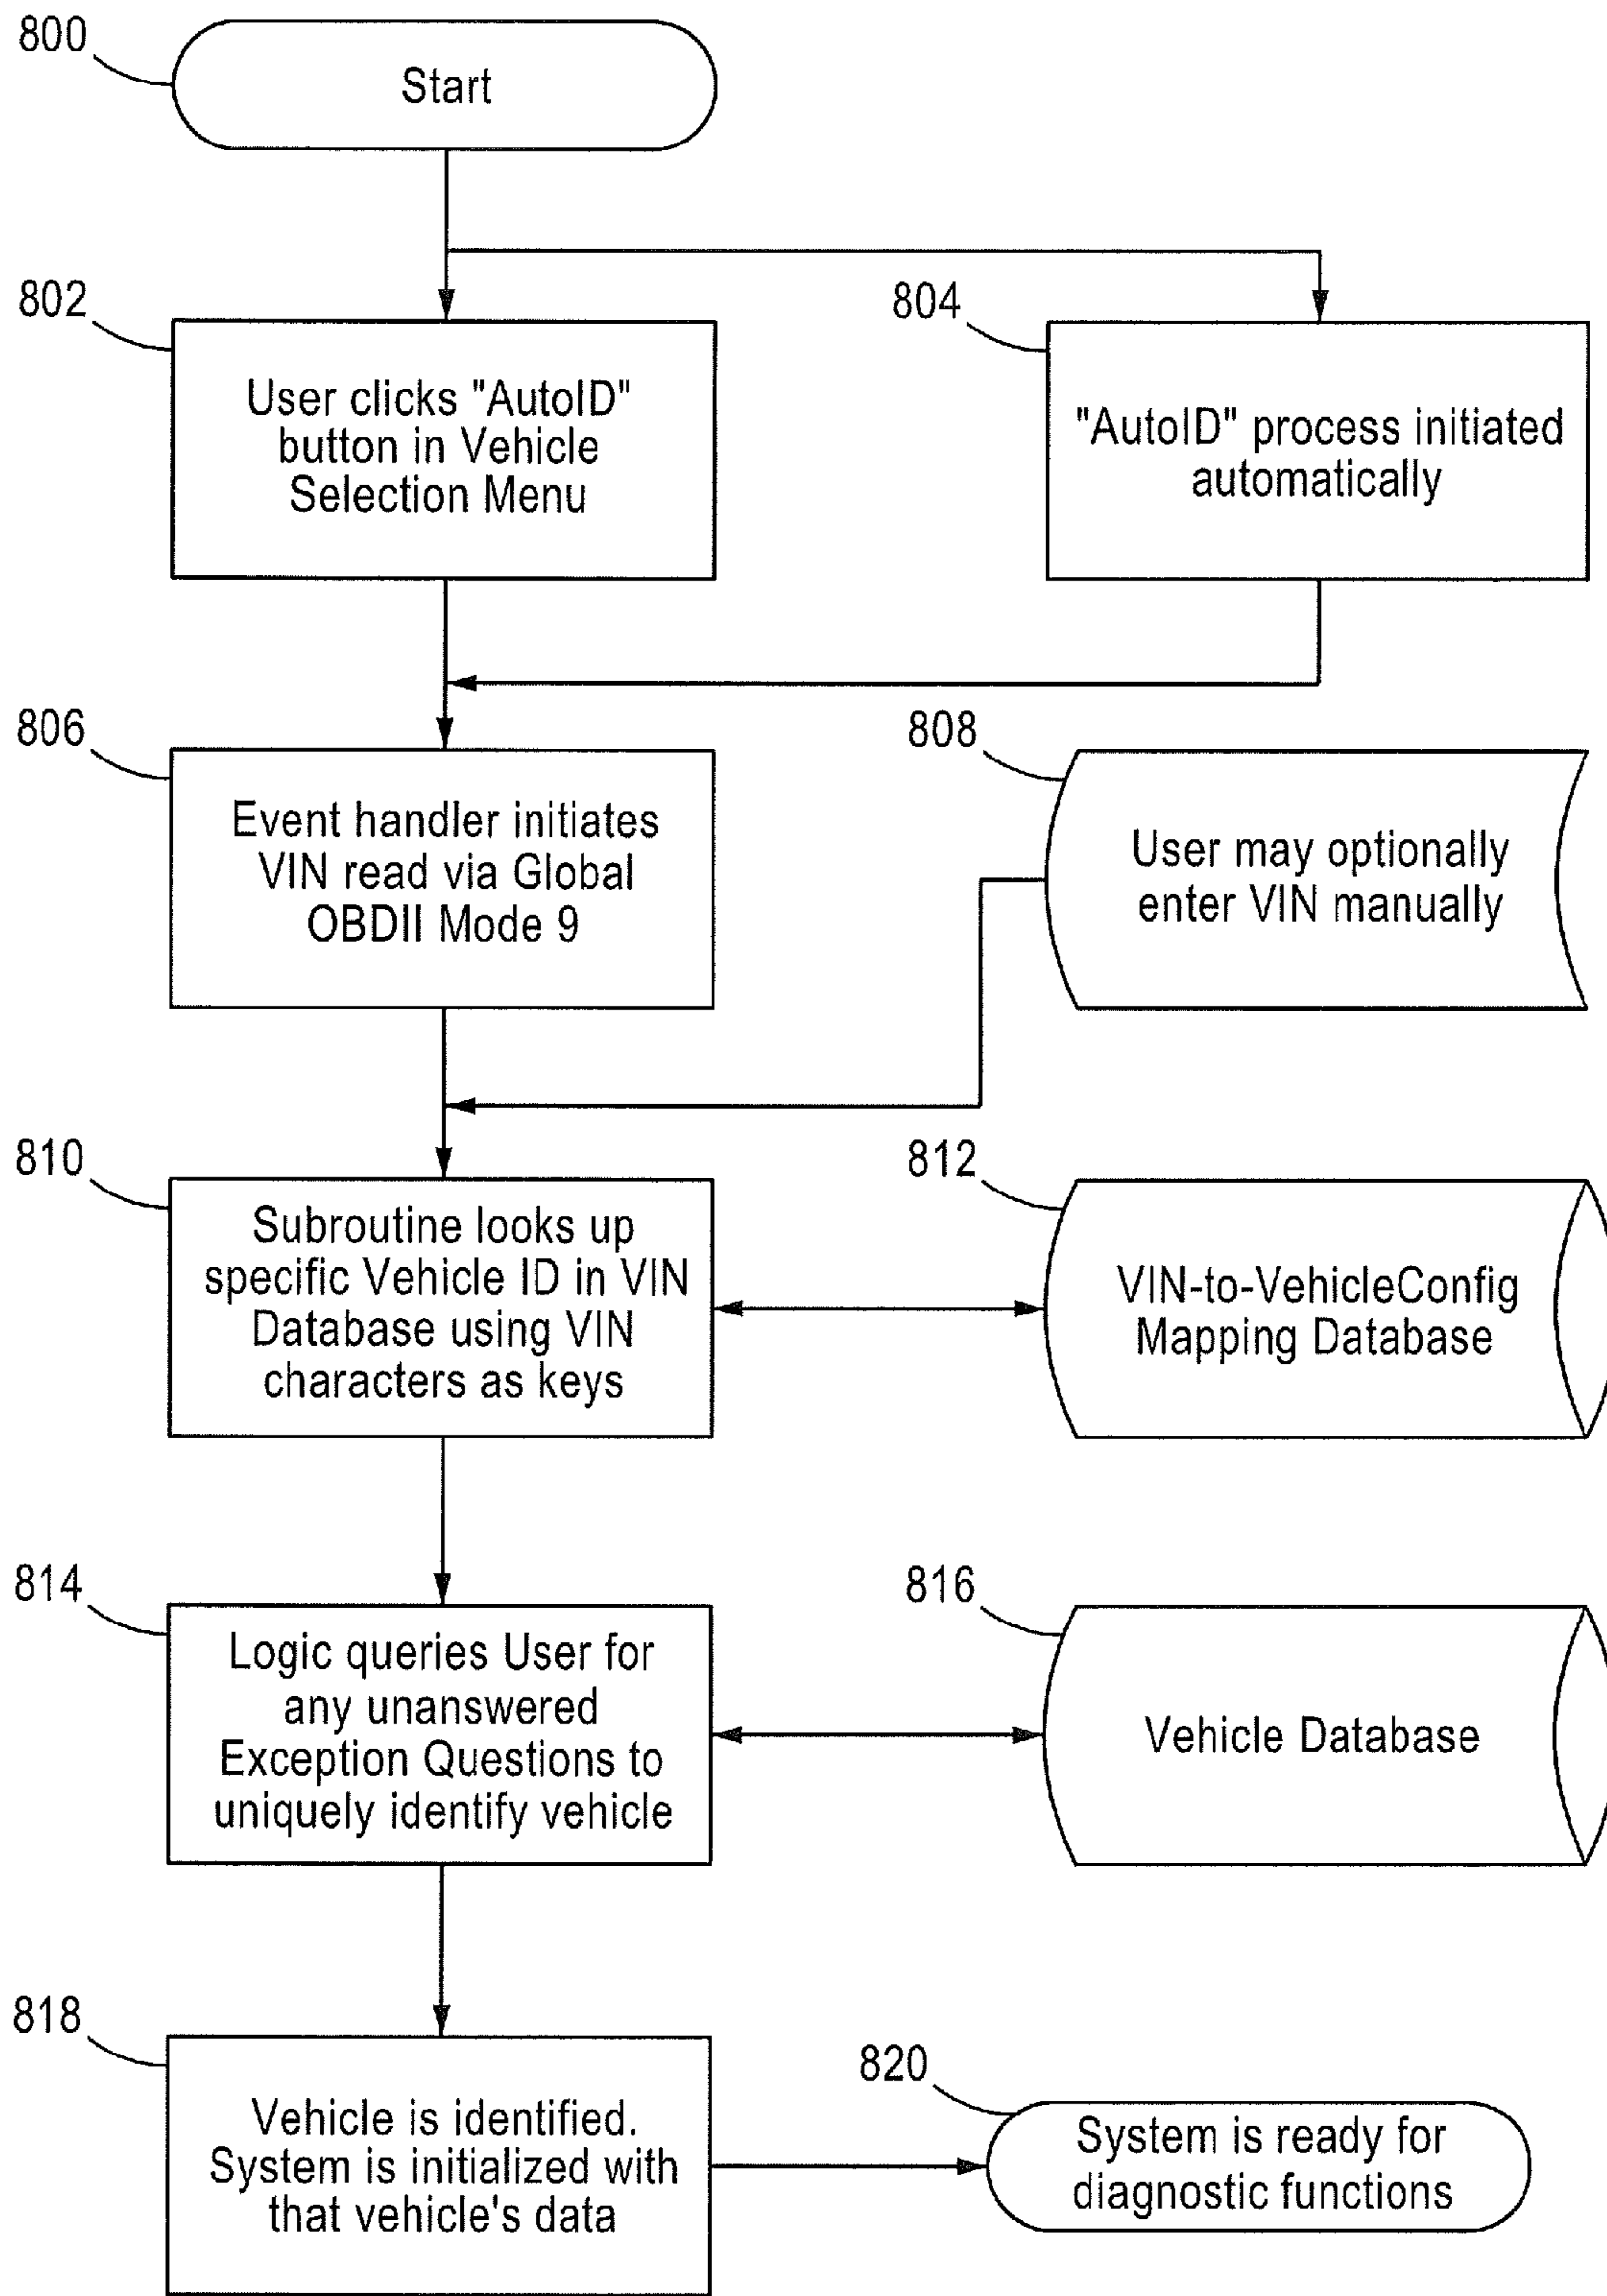 800
Start
802
User clicks "AutoID"
button in Vehicle
Selection Menu
804
"AutoID" process initiated
automatically
806
Event handler initiates
VIN read via Global
OBDII Mode 9
808
User may optionally
enter VIN manually
810
Subroutine looks up
specific Vehicle ID in VIN
Database using VIN
characters as keys
812
VIN-to-VehicleConfig
Mapping Database
814
Logic queries User for
any unanswered
Exception Questions to
uniquely identify vehicle
816
Vehicle Database
818
Vehicle is identified.
System is initialized with
that vehicle's data
820
System is ready for
diagnostic functions